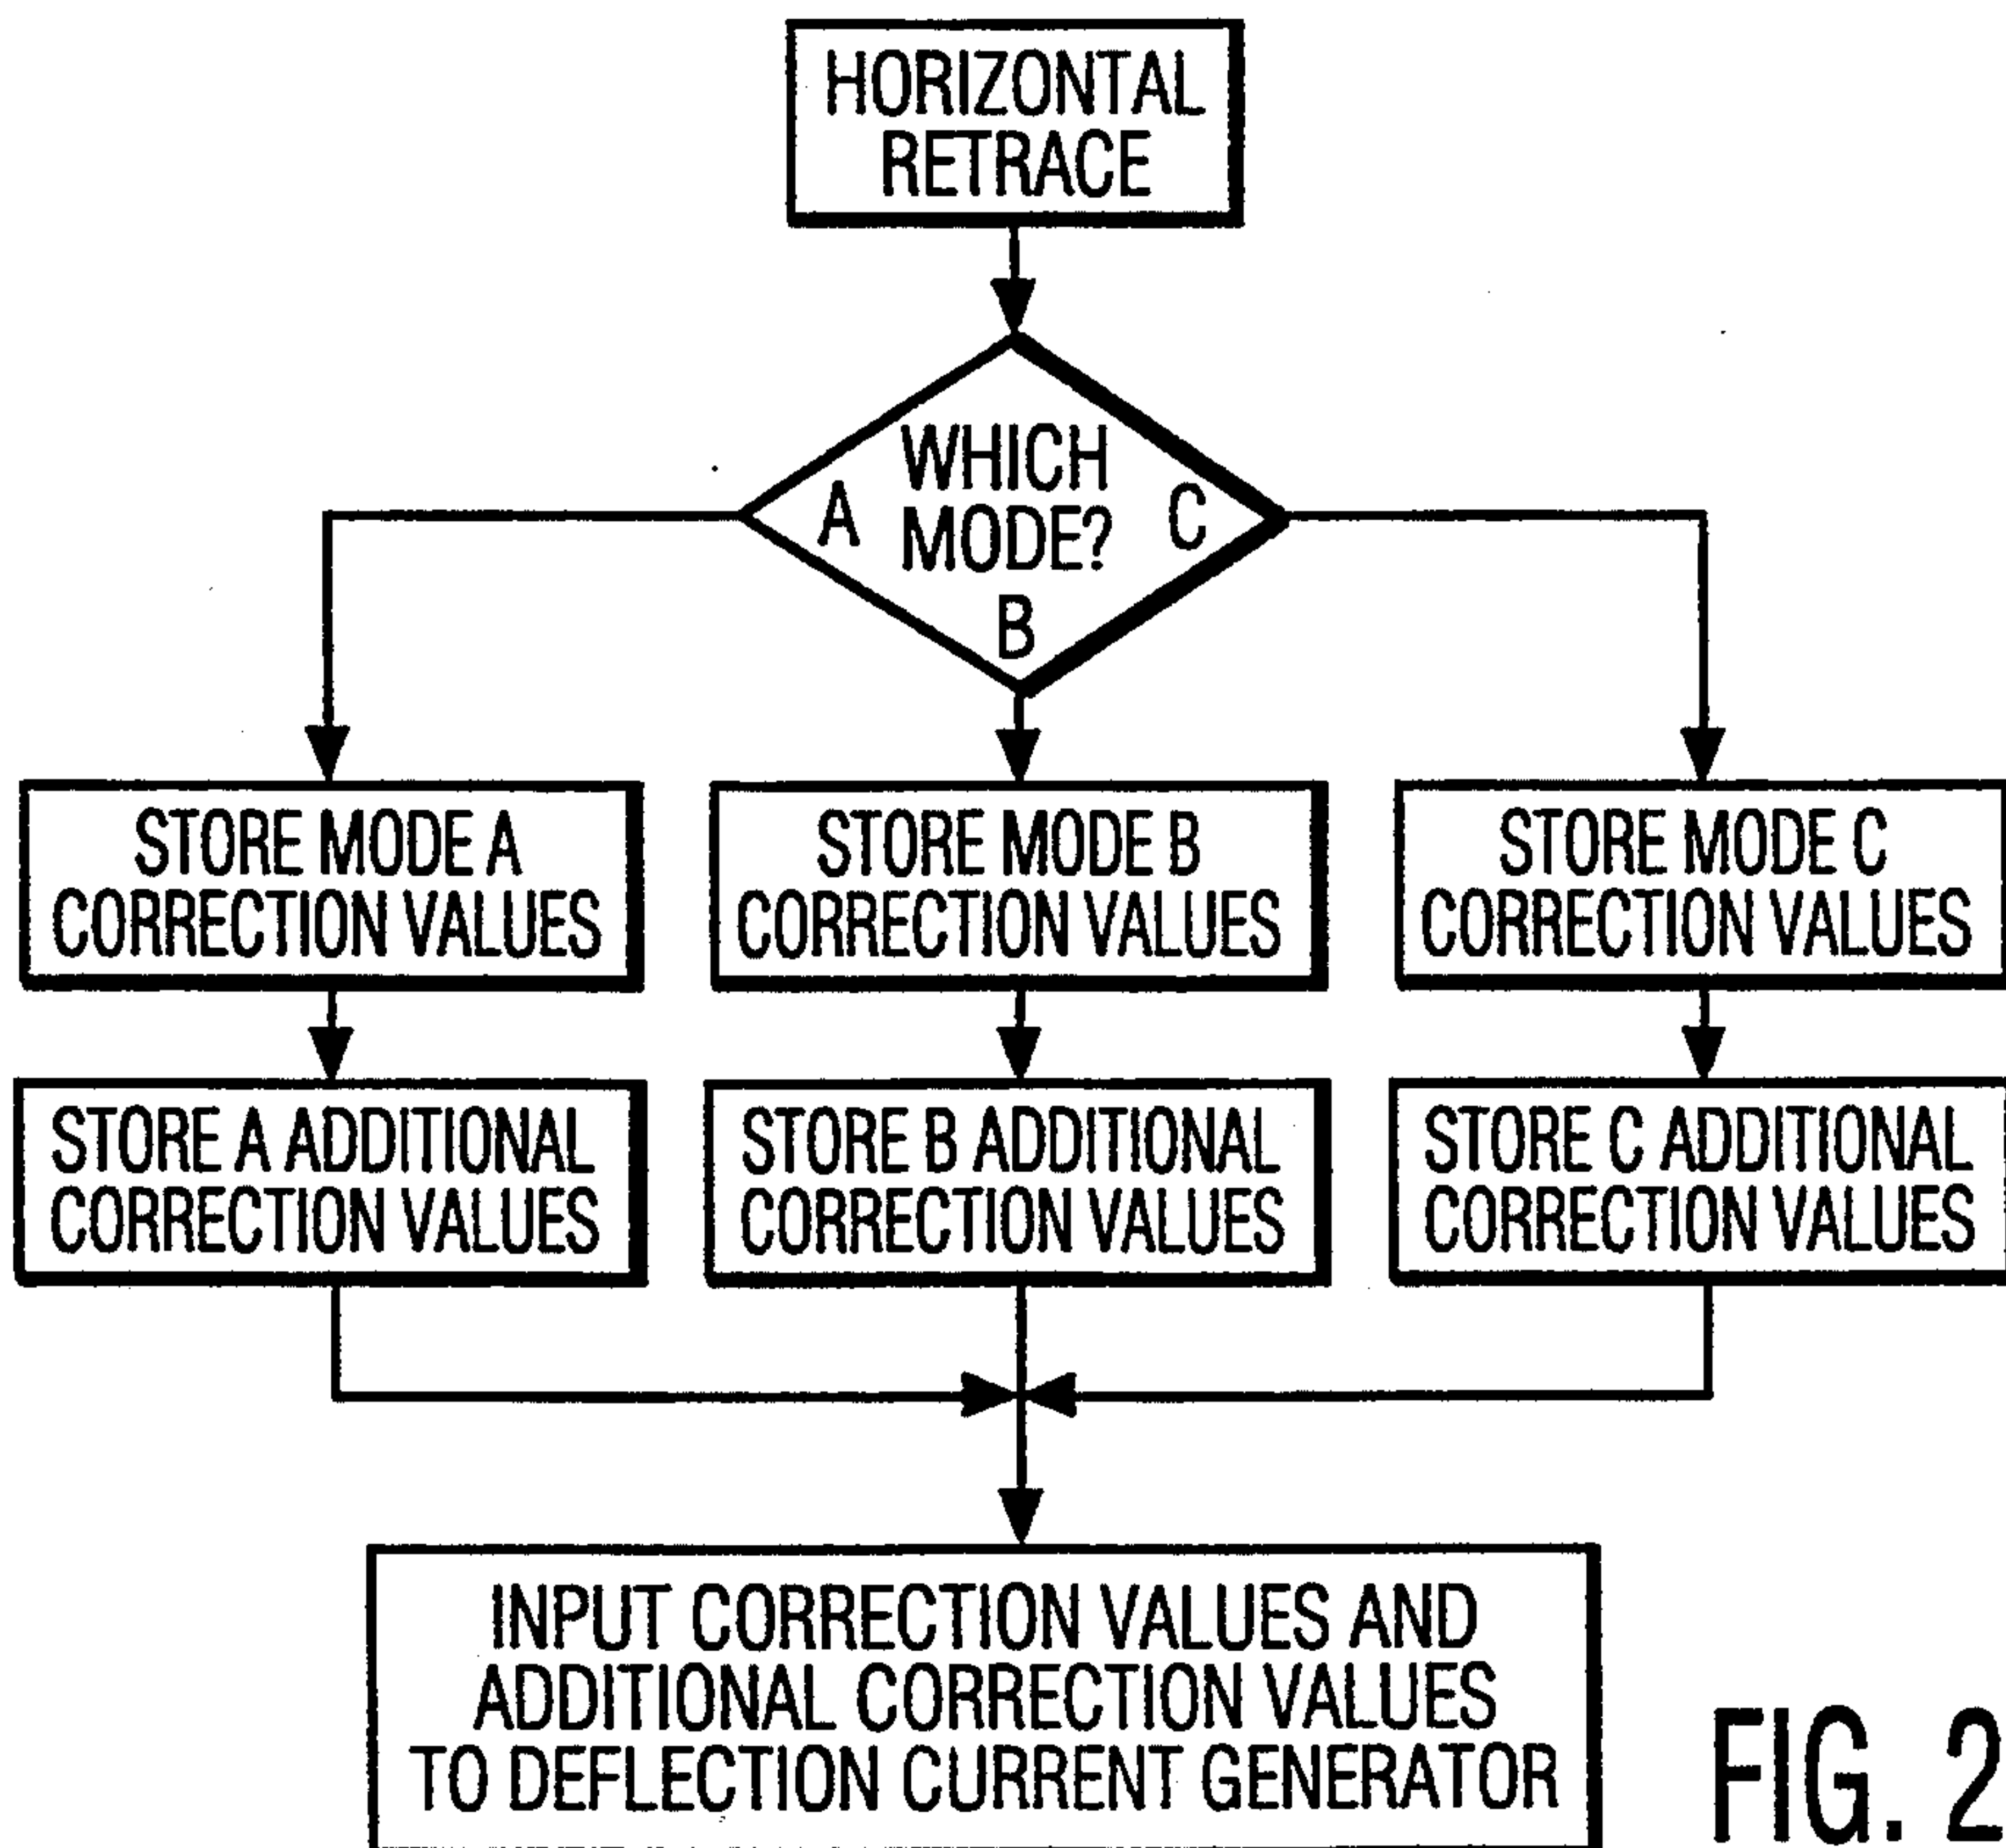 HORIZONTAL
RETRACE
WHICH
MODE?
A
C
B
STORE MODE A
CORRECTION VALUES
STORE MODE B
CORRECTION VALUES
STORE MODE C
CORRECTION VALUES
STORE A ADDITIONAL
CORRECTION VALUES
STORE B ADDITIONAL
CORRECTION VALUES
STORE C ADDITIONAL
CORRECTION VALUES
INPUT CORRECTION VALUES AND
ADDITIONAL CORRECTION VALUES
TO DEFLECTION CURRENT GENERATOR
FIG. 2